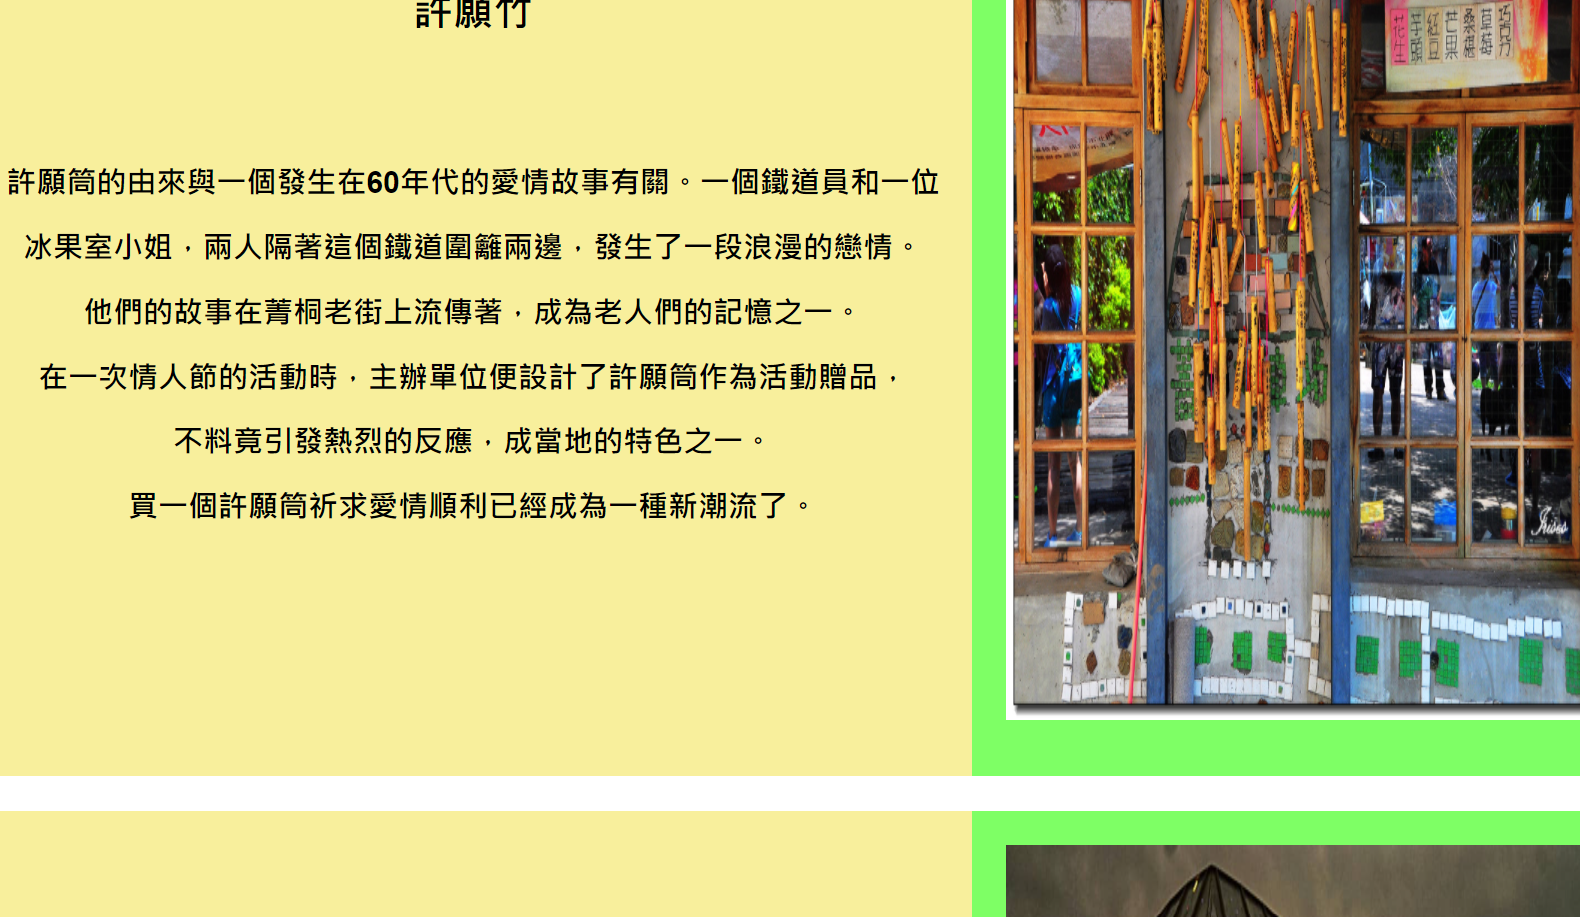 許願竹
許願筒的由來與一個發生在60年代的愛情故事有關。一個鐵道員和一位
冰果室小姐，兩人隔著這個鐵道圍籬兩邊，發生了一段浪漫的戀情。
他們的故事在菁桐老街上流傳著，成為老人們的記憶之一。
在一次情人節的活動時，主辦單位便設計了許願筒作為活動贈品，
不料竟引發熱烈的反應，成當地的特色之一。
買一個許願筒祈求愛情順利已經成為一種新潮流了。
花生
芋頭
紅豆
芒果
桑椹
草莓
巧克力